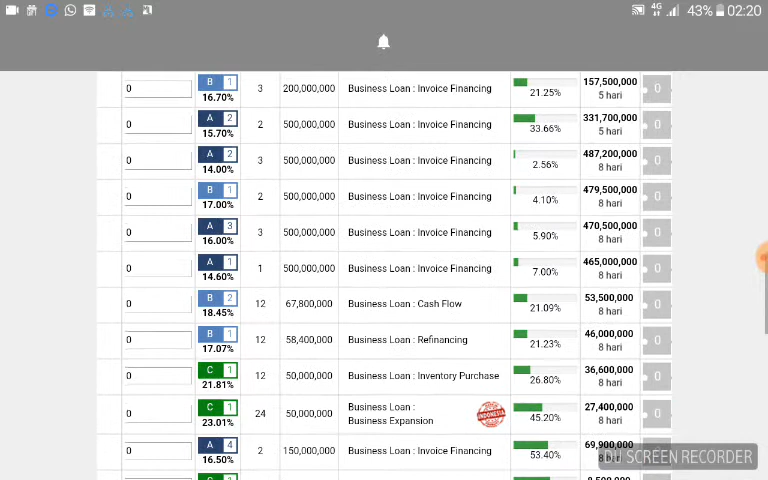 4G 43% 02:20
0 B 1 16.70% 3 200,000,000 Business Loan : Invoice Financing 21.25% 157,500,000 5 hari 0
0 A 2 15.70% 2 500,000,000 Business Loan : Invoice Financing 33.66% 331,700,000 5 hari 0
0 A 2 14.00% 3 500,000,000 Business Loan : Invoice Financing 2.56% 487,200,000 8 hari 0
0 B 1 17.00% 2 500,000,000 Business Loan : Invoice Financing 4.10% 479,500,000 8 hari 0
0 A 3 16.00% 3 500,000,000 Business Loan : Invoice Financing 5.90% 470,500,000 8 hari 0
0 A 1 14.60% 1 500,000,000 Business Loan : Invoice Financing 7.00% 465,000,000 8 hari 0
0 B 2 18.45% 12 67,800,000 Business Loan : Cash Flow 21.09% 53,500,000 8 hari 0
0 B 1 17.07% 12 58,400,000 Business Loan : Refinancing 21.23% 46,000,000 8 hari 0
0 C 1 21.81% 12 50,000,000 Business Loan : Inventory Purchase 26.80% 36,600,000 8 hari 0
0 C 1 23.01% 24 50,000,000 Business Loan : Business Expansion INDONESIA 45.20% 27,400,000 8 hari 0
0 A 4 16.50% 2 150,000,000 Business Loan : Invoice Financing 53.40% 69,900,000 8 hari
DU SCREEN RECORDER